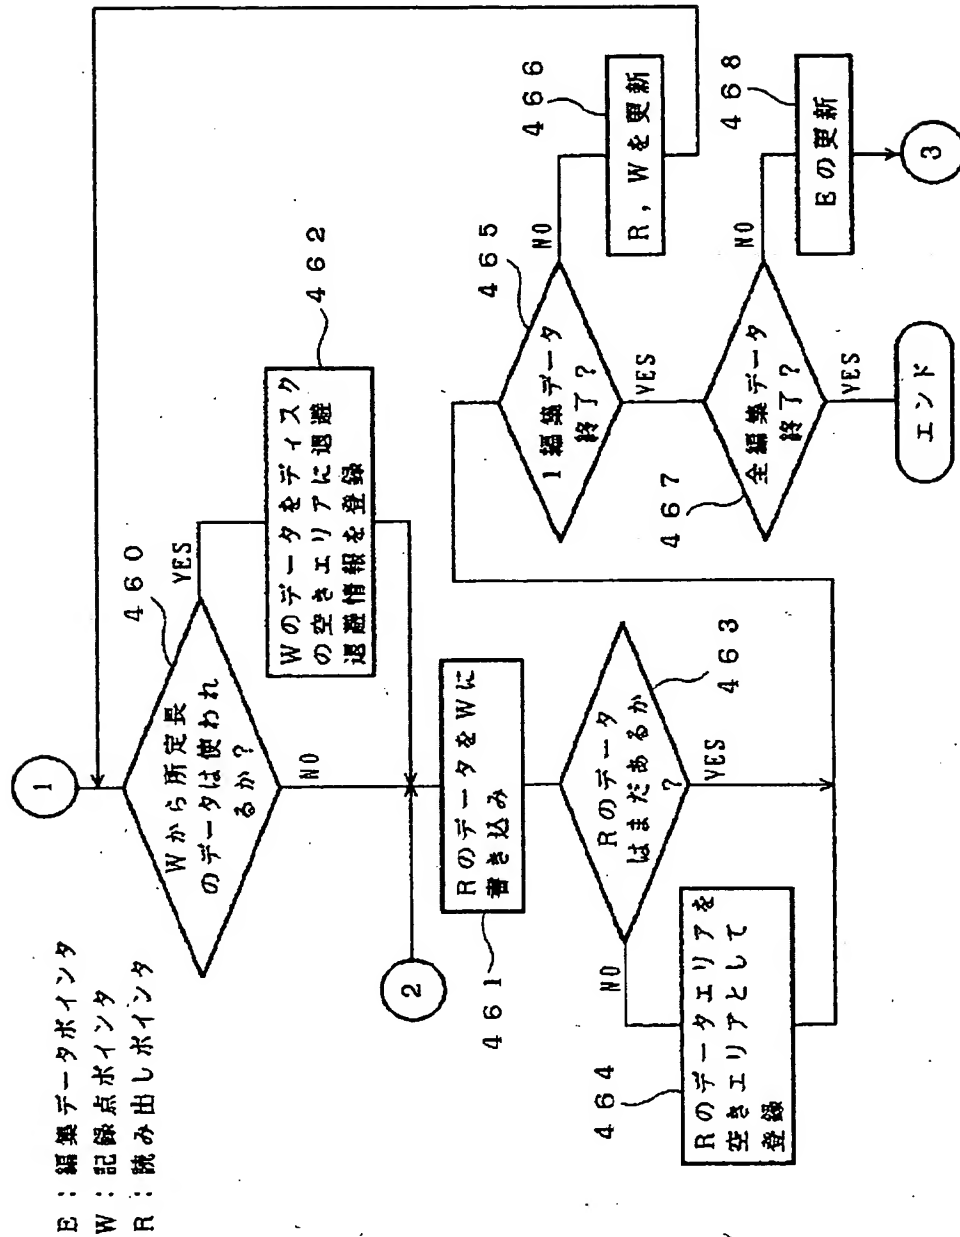 E：編集データポインタ
W：記録点ポインタ
R：読み出しポインタ
1
460
Wから所定長
のデータは使われ
るか？
YES
NO
462
Wのデータをディスク
の空きエリアに退避
退避情報を登録
2
461
RのデータをWに
書き込み
463
Rのデータ
はまだあるか
？
NO
YES
464
Rのデータエリアを
空きエリアとして
登録
465
1編集データ
終了？
NO
YES
466
R，Wを更新
467
全編集データ
終了？
NO
YES
468
Eの更新
3
エンド